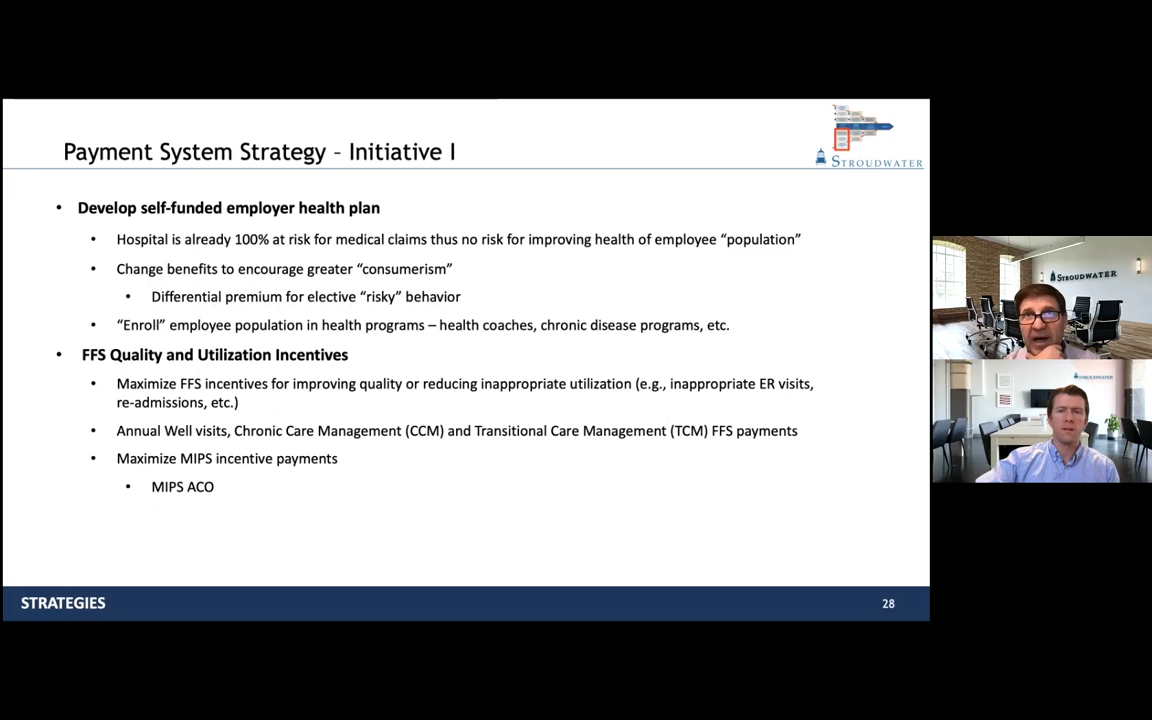 Payment System Strategy - Initiative I
STROUDWATER
• Develop self-funded employer health plan
• Hospital is already 100% at risk for medical claims thus no risk for improving health of employee “population”
• Change benefits to encourage greater “consumerism”
• Differential premium for elective “risky” behavior
• “Enroll” employee population in health programs – health coaches, chronic disease programs, etc.
• FFS Quality and Utilization Incentives
• Maximize FFS incentives for improving quality or reducing inappropriate utilization (e.g., inappropriate ER visits,
re-admissions, etc.)
• Annual Well visits, Chronic Care Management (CCM) and Transitional Care Management (TCM) FFS payments
• Maximize MIPS incentive payments
• MIPS ACO
STRATEGIES
28
STROUDWATER
STROUDWATER